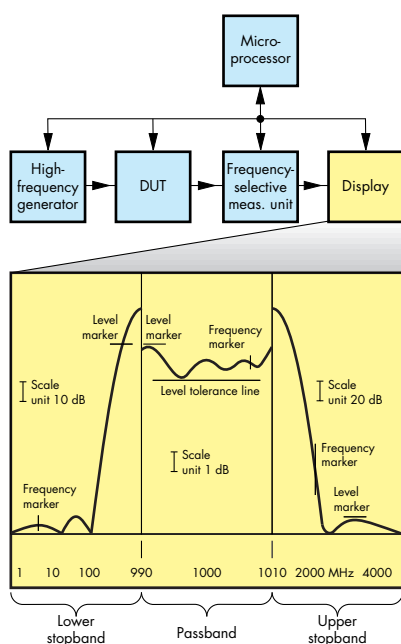 Micro-
processor
High-
frequency
generator
DUT
Frequency-
selective
meas. unit
Display
Level
marker
Level
marker
Frequency
marker
Level tolerance line
Scale
unit 10 dB
Scale
unit 20 dB
Scale
unit 1 dB
Frequency
marker
Frequency
marker
Level
marker
1 10 100 990 1000 1010 2000 MHz 4000
Lower
stopband
Passband
Upper
stopband